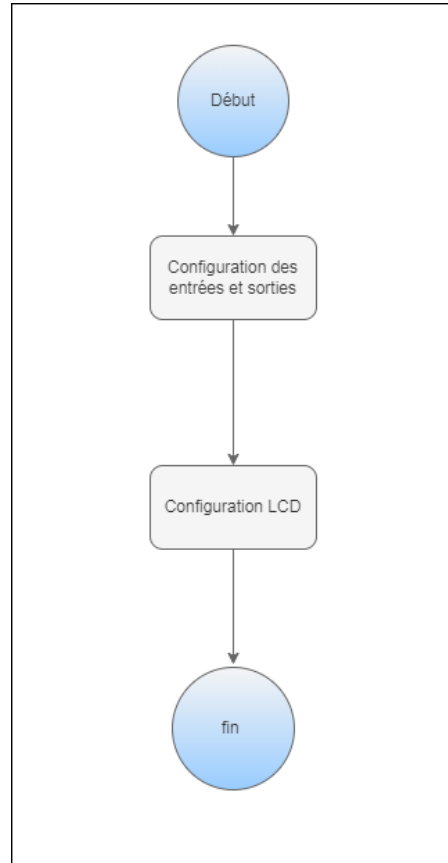 Début
Configuration des
entrées et sorties
Configuration LCD
fin